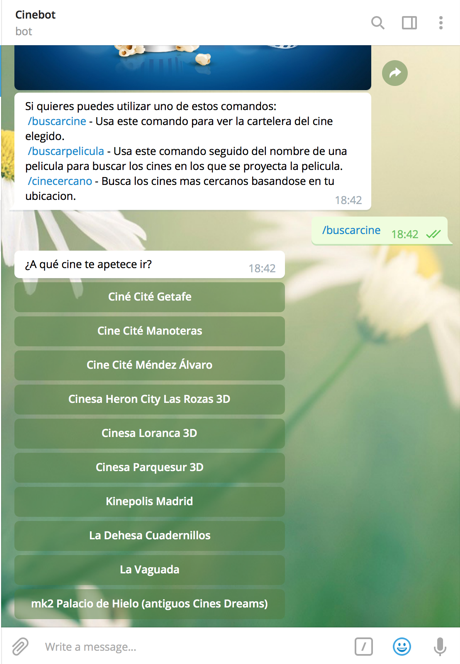 Cinebot
bot
Si quieres puedes utilizar uno de estos comandos:
/buscarcine - Usa este comando para ver la cartelera del cine
elegido.
/buscarpelicula - Usa este comando seguido del nombre de una
pelicula para buscar los cines en los que se proyecta la pelicula.
/cinecercano - Busca los cines mas cercanos basandose en tu
ubicacion.
18:42
/buscarcine 18:42
¿A qué cine te apetece ir? 18:42
Ciné Cité Getafe
Cine Cité Manoteras
Cine Cité Méndez Álvaro
Cinesa Heron City Las Rozas 3D
Cinesa Loranca 3D
Cinesa Parquesur 3D
Kinepolis Madrid
La Dehesa Cuadernillos
La Vaguada
mk2 Palacio de Hielo (antiguos Cines Dreams)
Write a message...